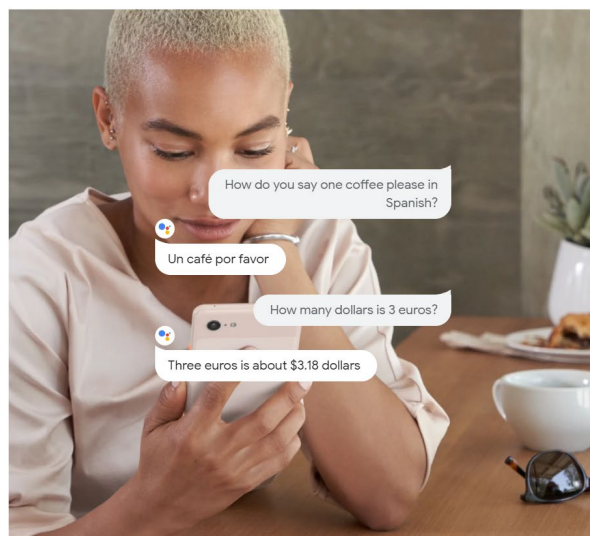 How do you say one coffee please in
Spanish?
Un café por favor
How many dollars is 3 euros?
Three euros is about $3.18 dollars